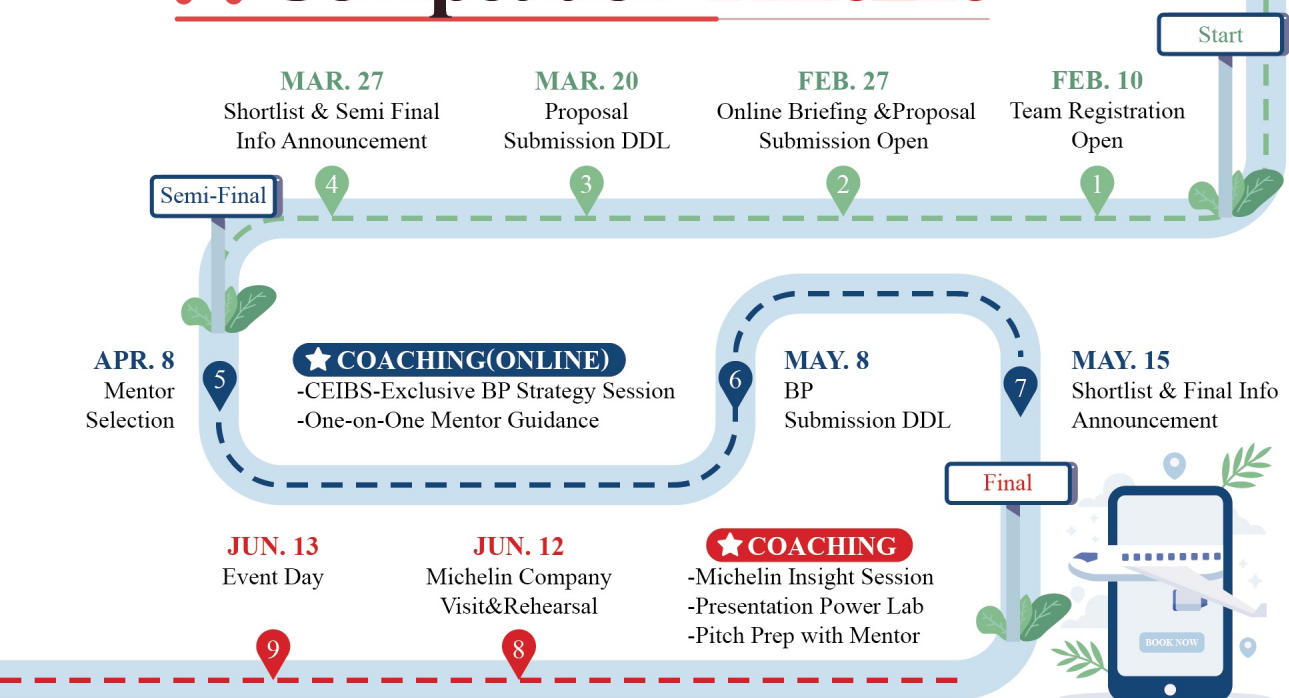 Start
FEB. 10
Team Registration
Open
1
FEB. 27
Online Briefing &Proposal
Submission Open
2
MAR. 20
Proposal
Submission DDL
3
MAR. 27
Shortlist & Semi Final
Info Announcement
4
Semi-Final
APR. 8
Mentor
Selection
5
COACHING(ONLINE)
-CEIBS-Exclusive BP Strategy Session
-One-on-One Mentor Guidance
6
MAY. 8
BP
Submission DDL
7
MAY. 15
Shortlist & Final Info
Announcement
Final
COACHING
-Michelin Insight Session
-Presentation Power Lab
-Pitch Prep with Mentor
JUN. 12
Michelin Company
Visit&Rehearsal
8
JUN. 13
Event Day
9
BOOK NOW